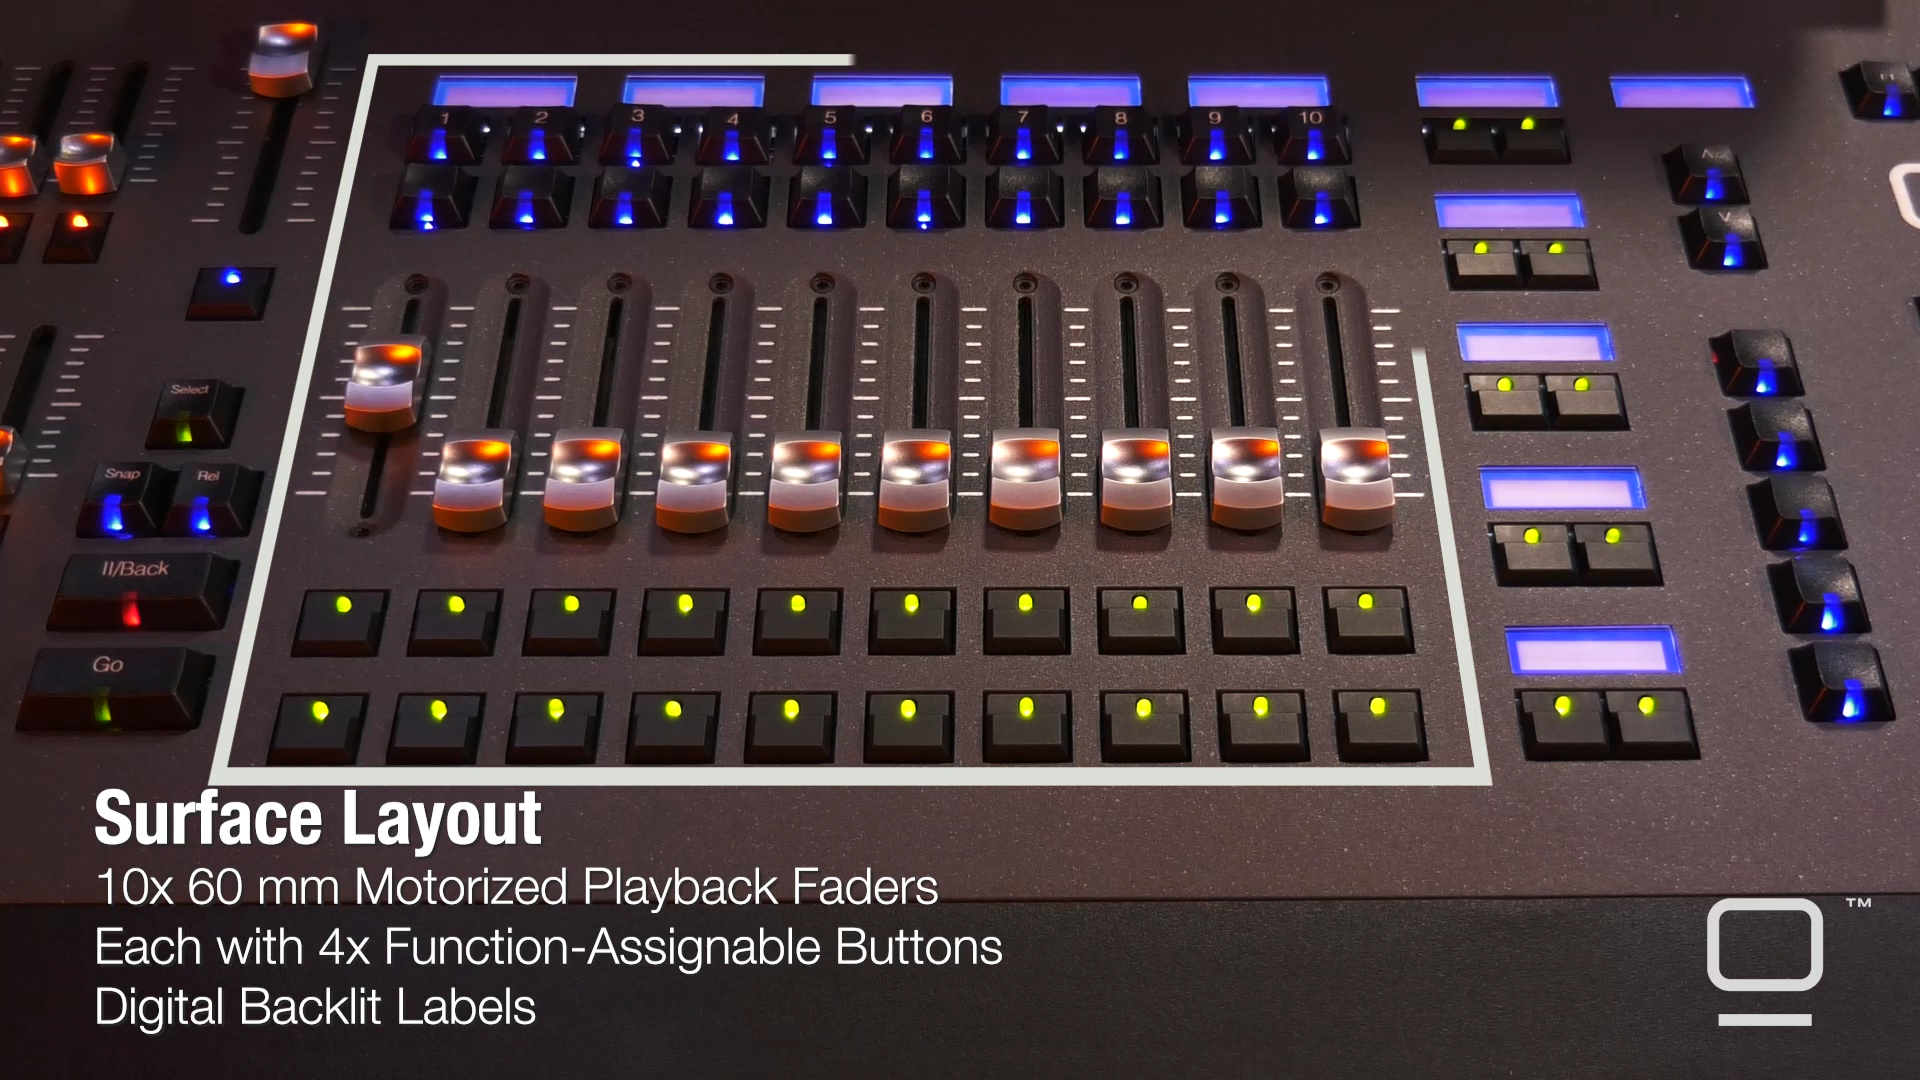 1 2 3 4 5 6 7 8 9 10
Select
Snap Rel
II/Back
Go
Surface Layout
10x 60 mm Motorized Playback Faders
Each with 4x Function-Assignable Buttons
Digital Backlit Labels
TM